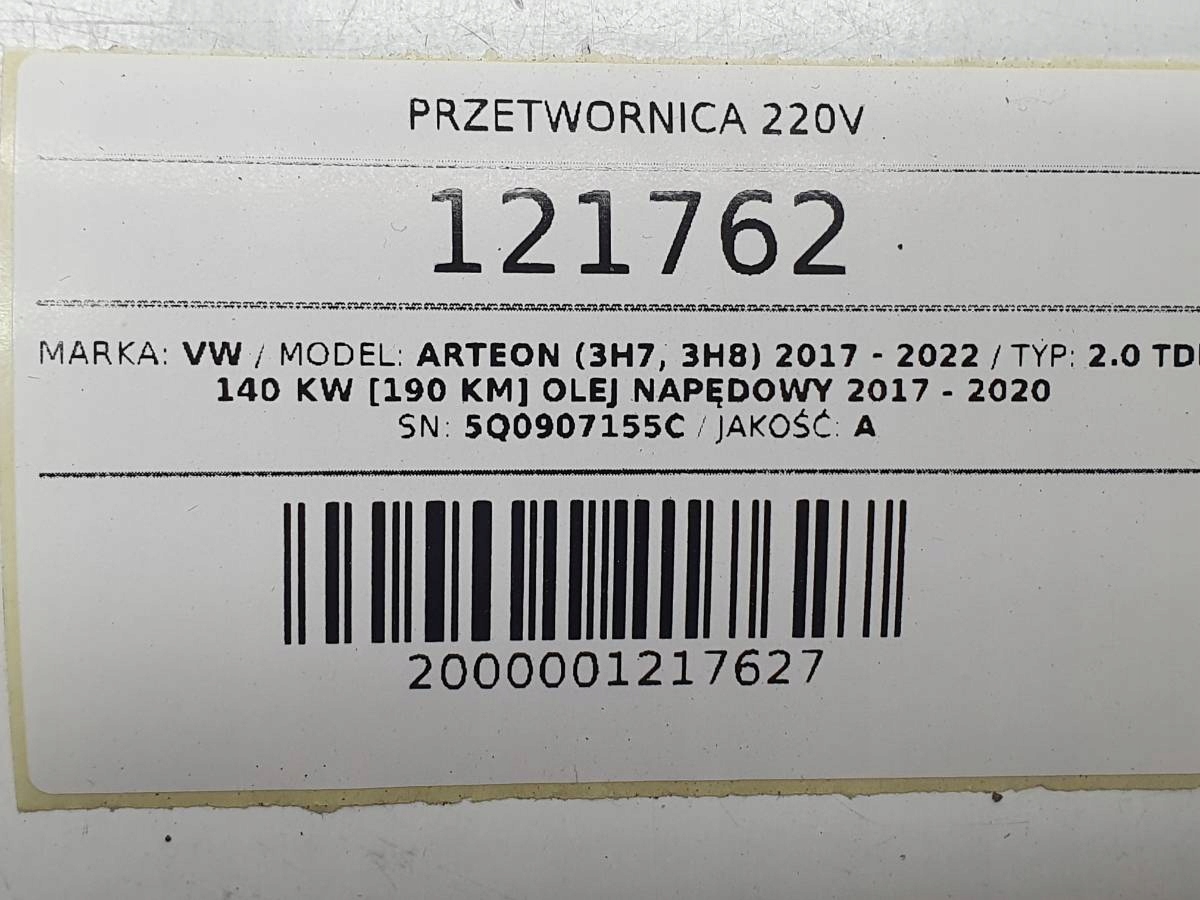 PRZETWORNICA 220V
121762
MARKA: VW / MODEL: ARTEON (3H7, 3H8) 2017 - 2022 / TYP: 2.0 TDI
140 KW [190 KM] OLEJ NAPĘDOWY 2017 - 2020
SN: 5Q0907155C / JAKOŚĆ: A
2000001217627